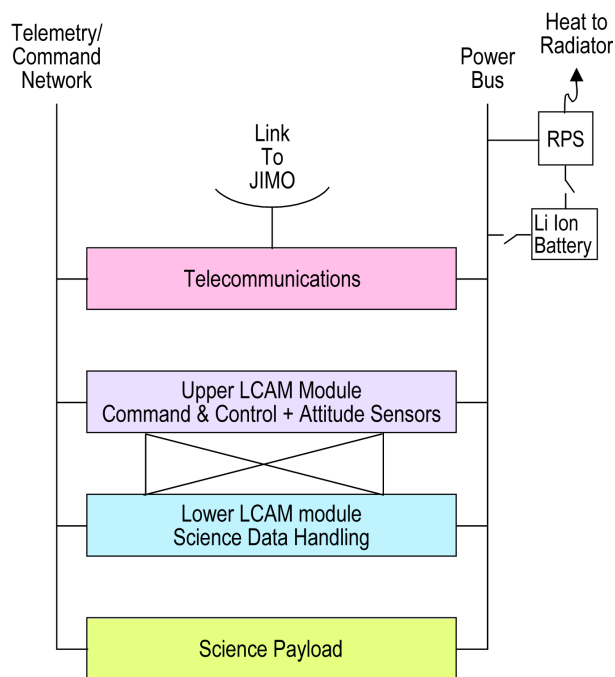 Telemetry/
Command
Network
Power
Bus
Heat to
Radiator
RPS
Link
To
JIMO
Li Ion
Battery
Telecommunications
Upper LCAM Module
Command & Control + Attitude Sensors
Lower LCAM module
Science Data Handling
Science Payload